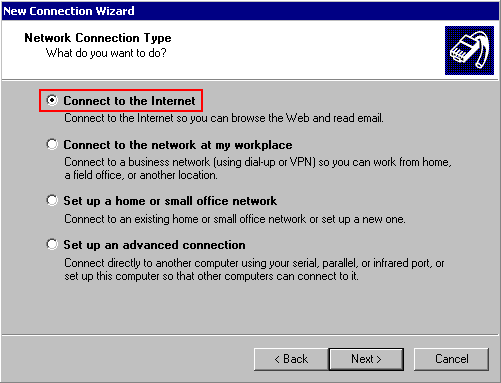 New Connection Wizard
Network Connection Type
What do you want to do?
Connect to the Internet
Connect to the Internet so you can browse the Web and read email.
Connect to the network at my workplace
Connect to a business network (using dial-up or VPN) so you can work from home,
a field office, or another location.
Set up a home or small office network
Connect to an existing home or small office network or set up a new one.
Set up an advanced connection
Connect directly to another computer using your serial, parallel, or infrared port, or
set up this computer so that other computers can connect to it.
< Back
Next >
Cancel